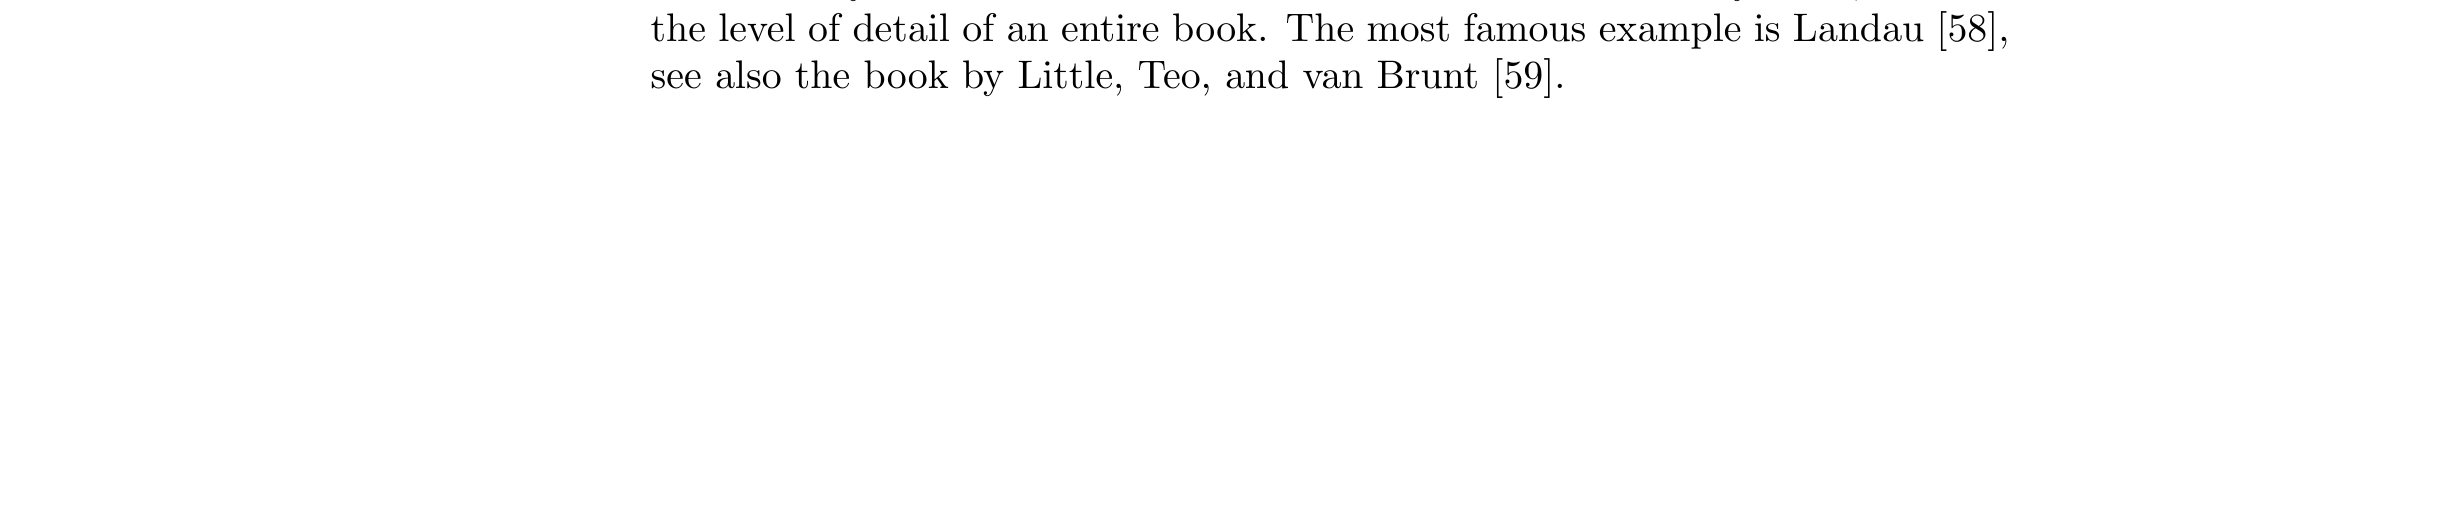 the level of detail of an entire book. The most famous example is Landau [58],
see also the book by Little, Teo, and van Brunt [59].